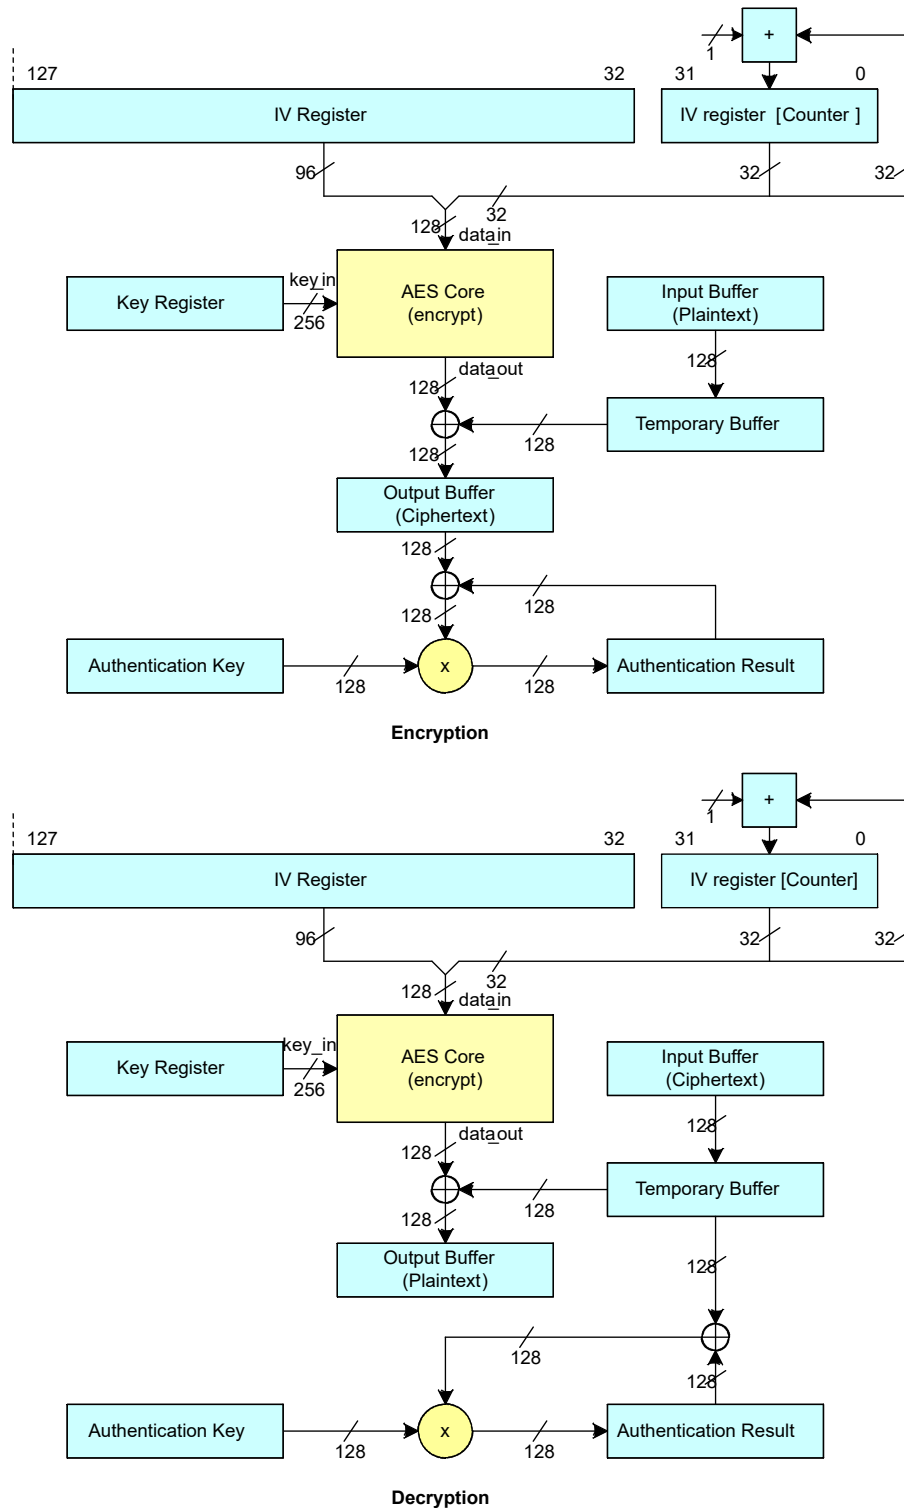 +
1
127
32
31
0
IV Register
IV register [Counter ]
96
32
32
32
128
data_in
key_in
Key Register
256
AES Core
(encrypt)
Input Buffer
(Plaintext)
128
data_out
128
Temporary Buffer
128
128
Output Buffer
(Ciphertext)
128
128
128
Authentication Key
128
x
128
Authentication Result
Encryption
+
1
127
32
31
0
IV Register
IV register [Counter]
96
32
32
32
128
data_in
key_in
Key Register
256
AES Core
(encrypt)
Input Buffer
(Ciphertext)
128
data_out
128
Temporary Buffer
128
128
Output Buffer
(Plaintext)
128
128
128
Authentication Key
128
x
128
Authentication Result
Decryption